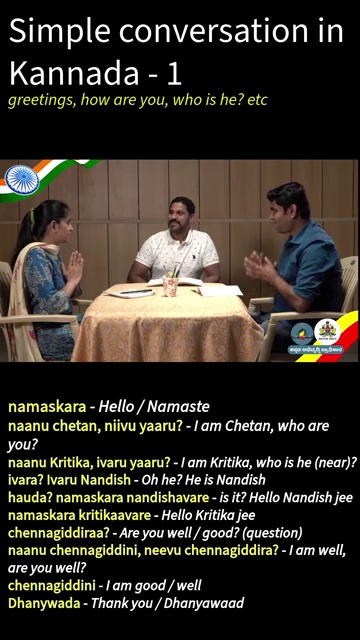 Simple conversation in
Kannada - 1
greetings, how are you, who is he? etc
namaskara - Hello / Namaste
naanu chetan, niivu yaaru? - I am Chetan, who are
you?
naanu Kritika, ivaru yaaru? - I am Kritika, who is he (near)?
ivara? Ivaru Nandish - Oh he? He is Nandish
hauda? namaskara nandishavare - is it? Hello Nandish jee
namaskara kritikaavare - Hello Kritika jee
chennagiddiraa? - Are you well / good? (question)
naanu chennagiddini, neevu chennagiddira? - I am well,
are you well?
chennagiddini - I am good / well
Dhanywada - Thank you / Dhanyawaad